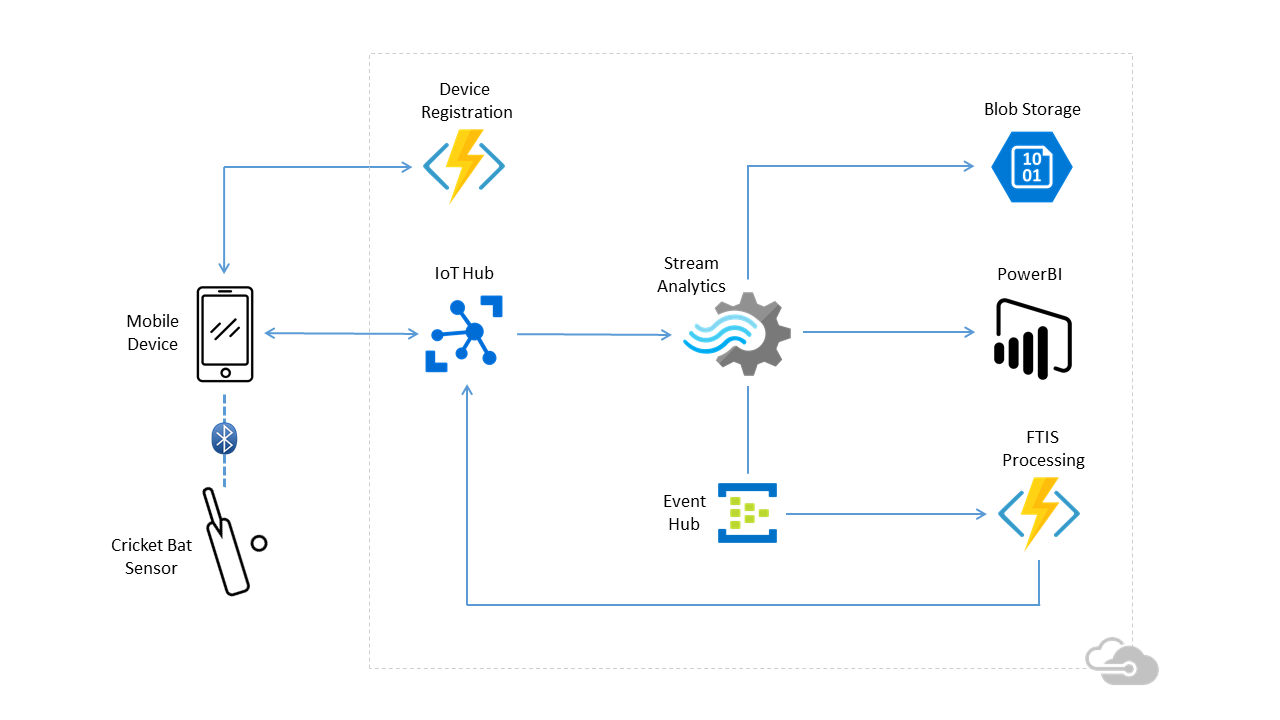 Device
Registration
Blob Storage
10
01
IoT Hub
Stream
Analytics
PowerBI
Mobile
Device
FTIS
Processing
Event
Hub
Cricket Bat
Sensor